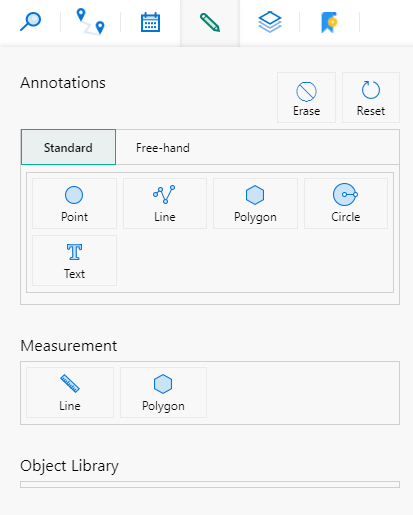 Annotations
Erase
Reset
Standard
Free-hand
Point
Line
Polygon
Circle
Text
Measurement
Line
Polygon
Object Library